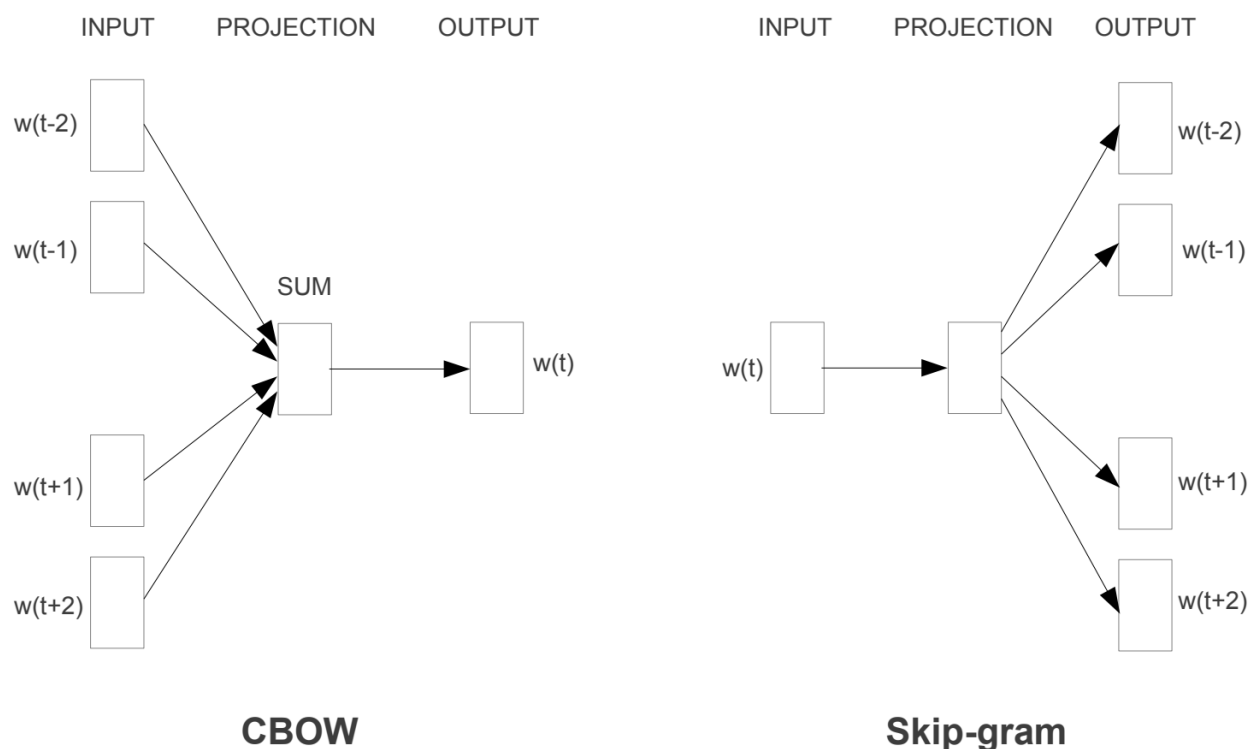 INPUT PROJECTION OUTPUT
w(t-2)
w(t-1)
SUM
w(t)
w(t+1)
w(t+2)
CBOW
INPUT PROJECTION OUTPUT
w(t-2)
w(t-1)
w(t)
w(t+1)
w(t+2)
Skip-gram